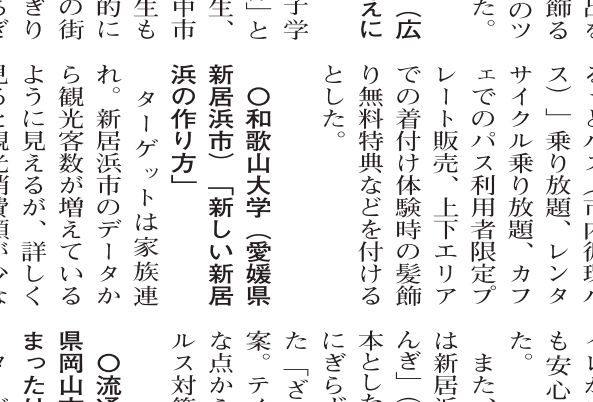 飾る
のツ
た。
（広
えに
子学
」と
生、
中市
生も
的に
の街
ぎり
ス）」乗り放題、レンタ
サイクル乗り放題、カフ
ェでのパス利用者限定プ
レート販売、上下エリア
での着付け体験時の髪飾
り無料特典などを付ける
とした。
〇和歌山大学（愛媛県
新居浜市）「新しい新居
浜の作り方」
ターゲットは家族連
れ。新居浜市のデータか
ら観光客数が増えている
ように見えるが、詳しく
も安心
た。
また、
は新居
んぎ」（
本とした
にぎらず
た「ざ
案。テ
な点から
ルス対
〇流
県岡山
まった